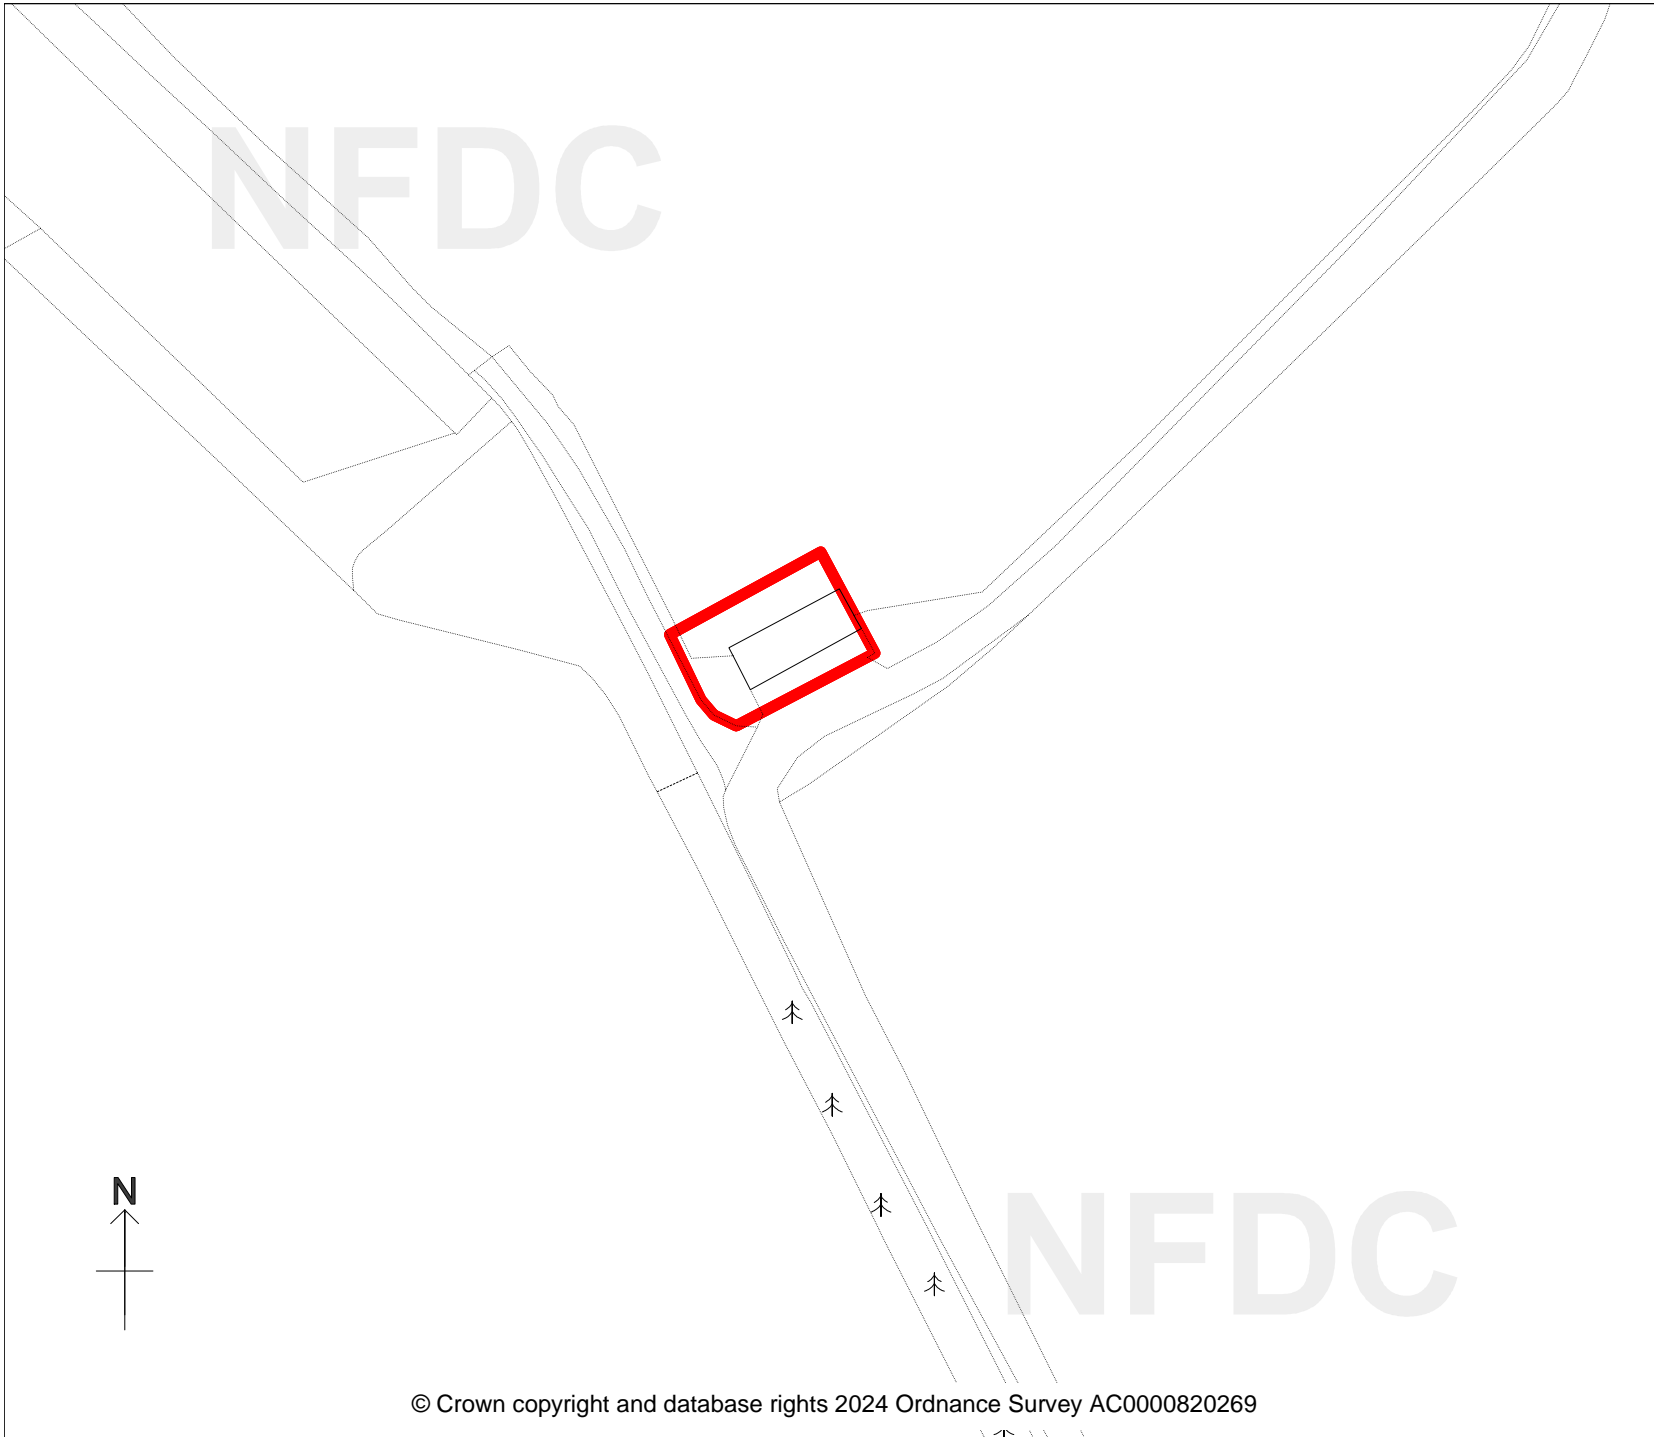 NFDC
N
NFDC
© Crown copyright and database rights 2024 Ordnance Survey AC0000820269